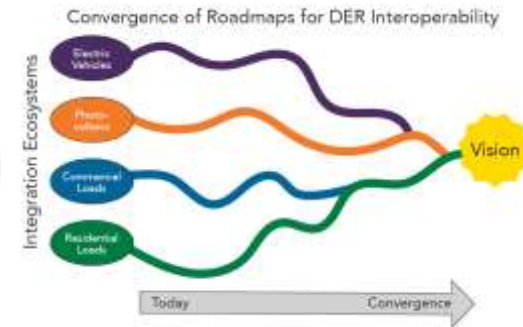 Convergence of Roadmaps for DER Interoperability
Integration Ecosystems
Electric
Vehicles
Photo-
voltaics
Commercial
Loads
Residential
Loads
Vision
Today
Convergence